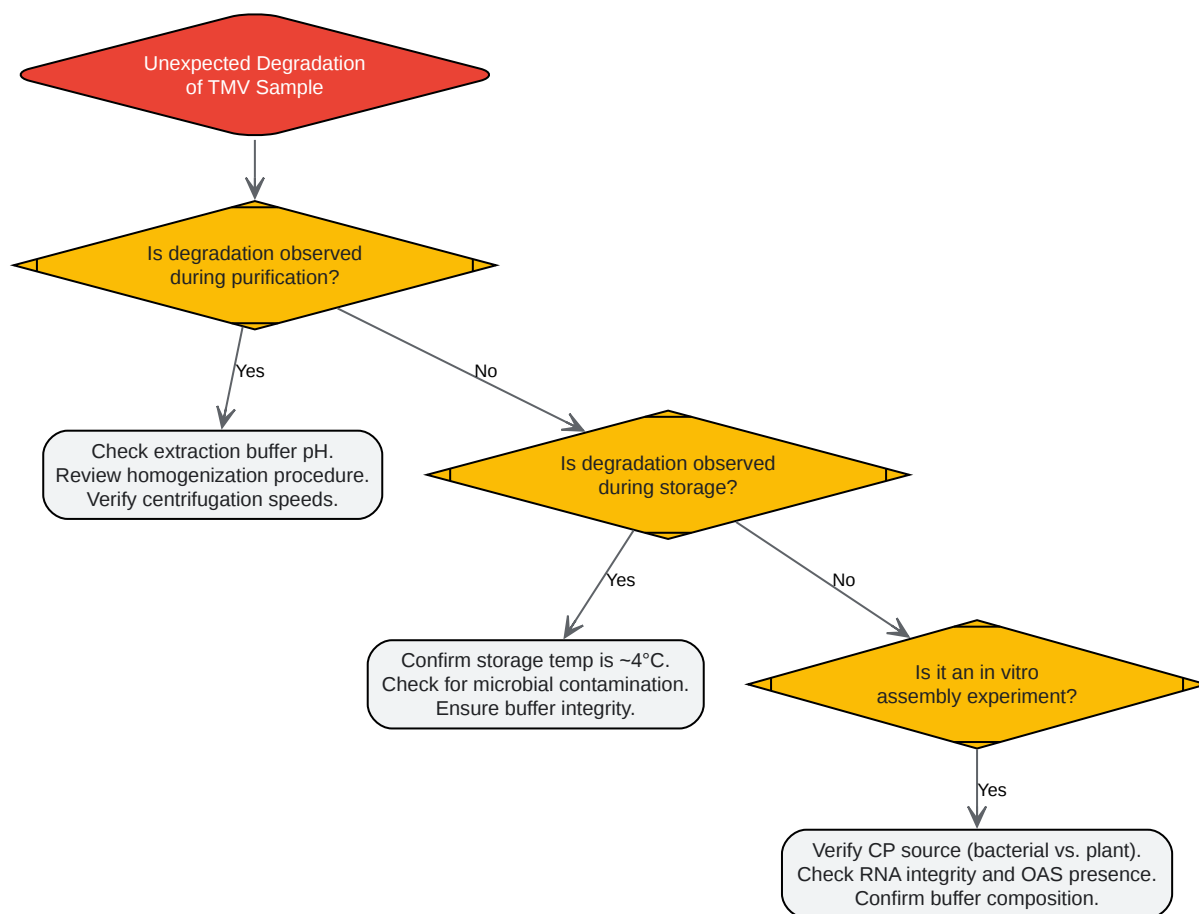 Unexpected Degradation
of TMV Sample
Is degradation observed
during purification?
Yes
No
Check extraction buffer pH.
Review homogenization procedure.
Verify centrifugation speeds.
Is degradation observed
during storage?
Yes
No
Confirm storage temp is ~4°C.
Check for microbial contamination.
Ensure buffer integrity.
Is it an in vitro
assembly experiment?
Yes
Verify CP source (bacterial vs. plant).
Check RNA integrity and OAS presence.
Confirm buffer composition.